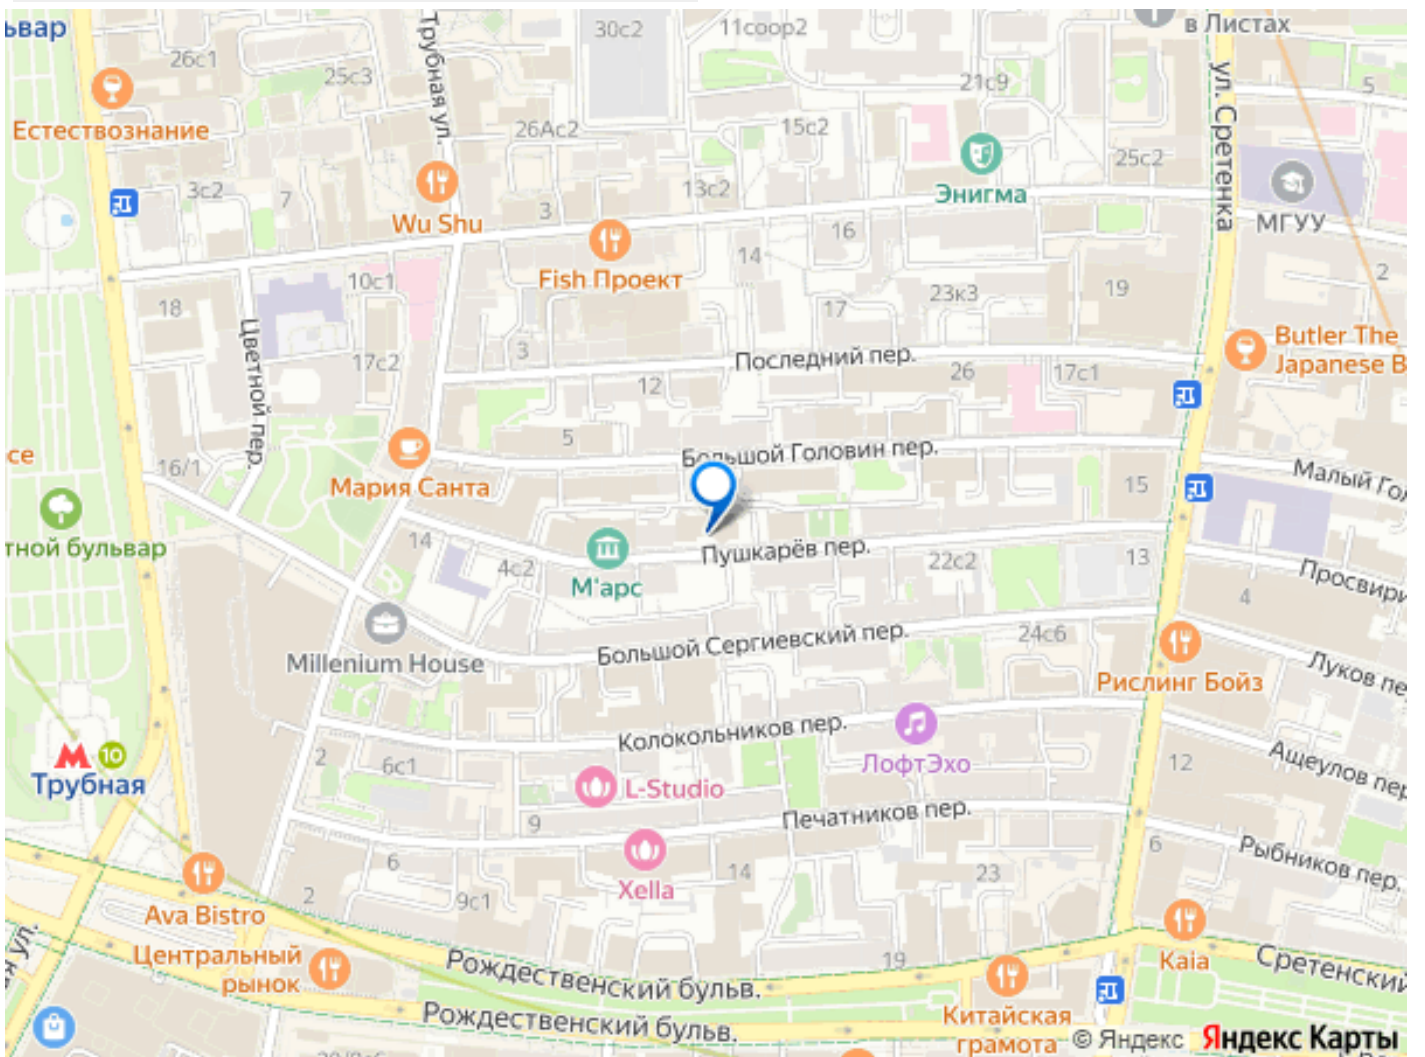 ьвар
26с1
25с3
Трубная ул.
30с2
11соор2
в Листах
ул. Сретенка
Естествознание
26Ас2
15с2
21с9
25с2
5
3с2
7
Wu Shu
3
13с2
Энигма
МГУУ
14
16
2
Fish Проект
10с1
18
Цветной пер.
23к3
19
17
17с2
3
Последний пер.
12
26
17с1
Butler The
Japanese B
се
16/1
Мария Санта
5
Большой Головин пер.
15
Малый Гол
тной бульвар
14
4с2
М'арс
Пушкарёв пер.
22с2
13
Просвири
4
Millenium House
Большой Сергиевский пер.
24с6
Рислинг Бойз
Луков пе
Колокольников пер.
ЛофтЭхо
12
Ащеулов пер
10
Трубная
2
6с1
L-Studio
9
Печатников пер.
6
Рыбников пер.
6
Xella
14
23
2
9с1
Ava Bistro
Центральный
рынок
Рождественский бульв.
19
Kaia
Сретенский
ая ул.
Рождественский бульв.
Китайская
грамота
© Яндекс Яндекс Карты